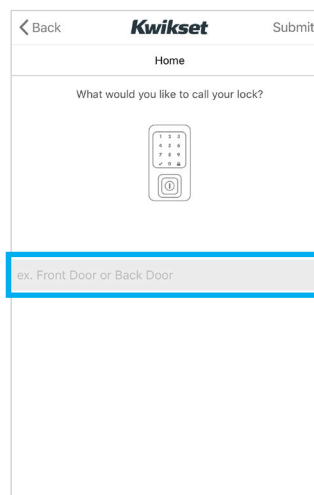 Back Kwikset Submit
Home
What would you like to call your lock?
1 2 3
4 5 6
7 8 9
✓ 0
ex. Front Door or Back Door